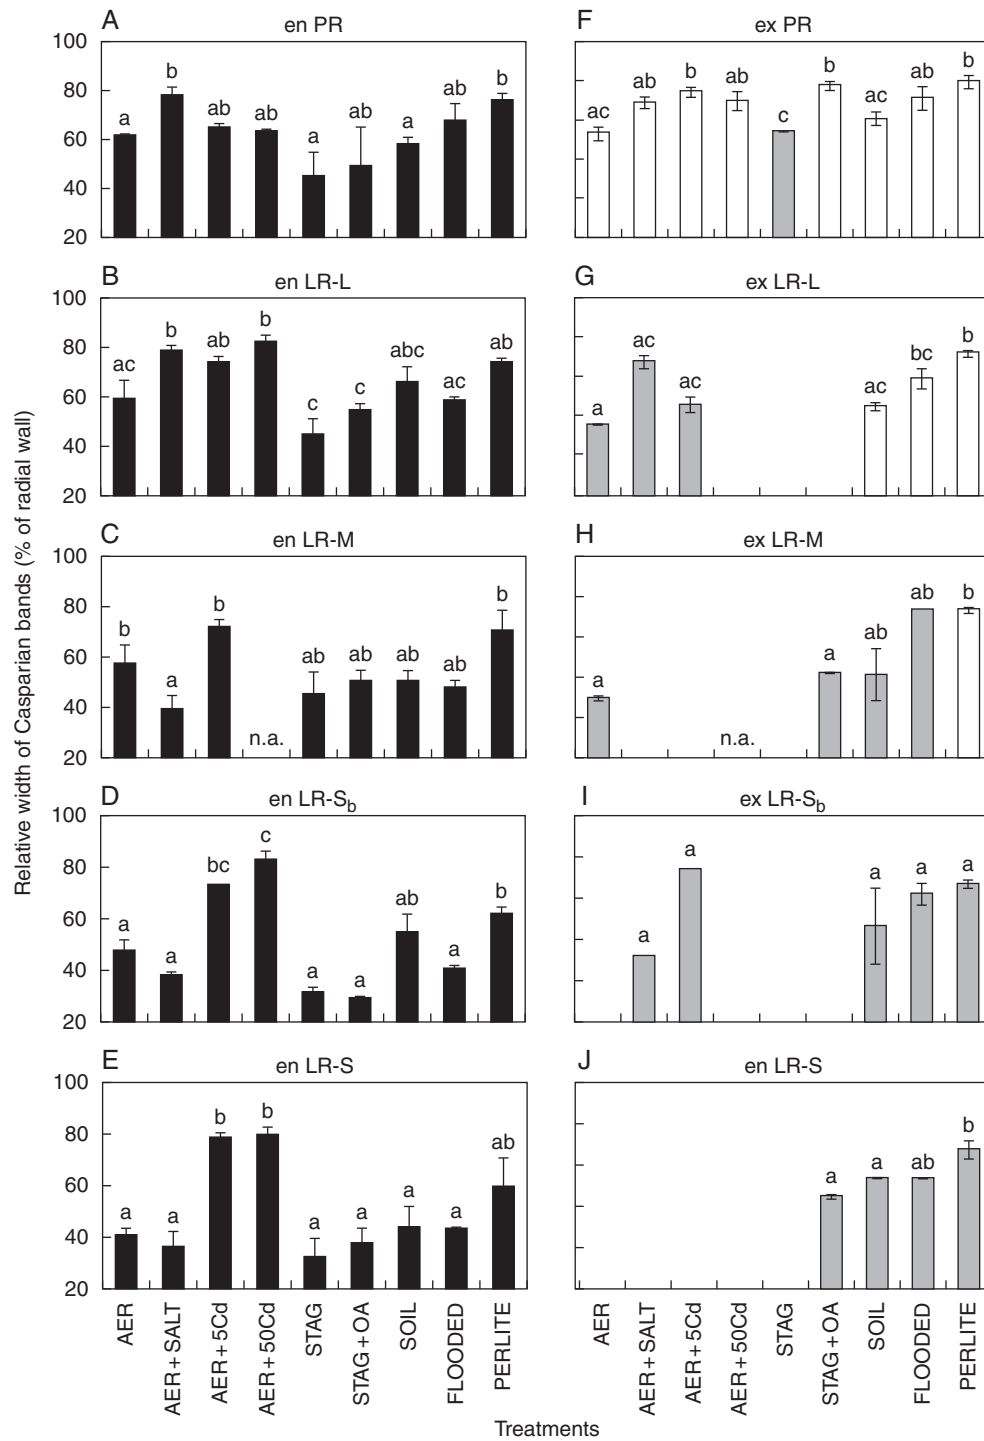 A
en PR
F
ex PR
100
80
60
40
20
a
b
ab
ab
a
ab
a
ab
b
ac
ab
b
ab
c
b
ac
ab
b
B
en LR-L
G
ex LR-L
100
80
60
40
20
ac
b
ab
b
c
c
abc
ac
ab
a
ac
ac
ac
bc
b
C
en LR-M
H
ex LR-M
100
80
60
40
20
b
a
b
n.a.
ab
ab
ab
ab
b
a
n.a.
a
ab
ab
b
D
en LR-Sb
I
ex LR-Sb
100
80
60
40
20
a
a
bc
c
a
a
ab
a
b
a
a
a
a
a
E
en LR-S
J
en LR-S
100
80
60
40
20
a
a
b
b
a
a
a
a
ab
a
a
ab
b
AER
AER + SALT
AER + 5Cd
AER + 50Cd
STAG
STAG + OA
SOIL
FLOODED
PERLITE
AER
AER + SALT
AER + 5Cd
AER + 50Cd
STAG
STAG + OA
SOIL
FLOODED
PERLITE
Treatments
Relative width of Casparian bands (% of radial wall)